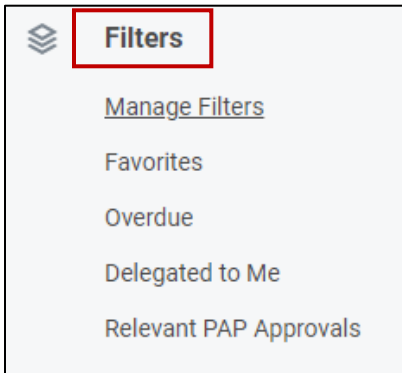 Filters
Manage Filters
Favorites
Overdue
Delegated to Me
Relevant PAP Approvals